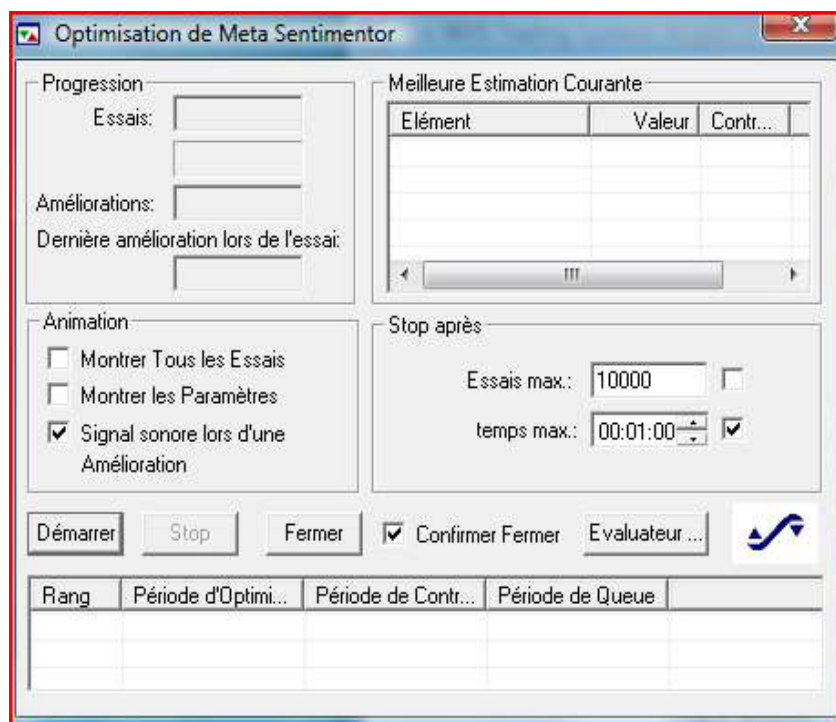 Optimisation de Meta Sentimentor
Progression
Essais:
Améliorations:
Dernière amélioration lors de l'essai:
Meilleure Estimation Courante
Elément Valeur Contr...
Animation
Montrer Tous les Essais
Montrer les Paramètres
Signal sonore lors d'une
Amélioration
Stop après
Essais max.: 10000
temps max.: 00:01:00
Démarrer Stop Fermer Confirmer Fermer Evaluateur ...
Rang Période d'Optimi... Période de Contr... Période de Queue